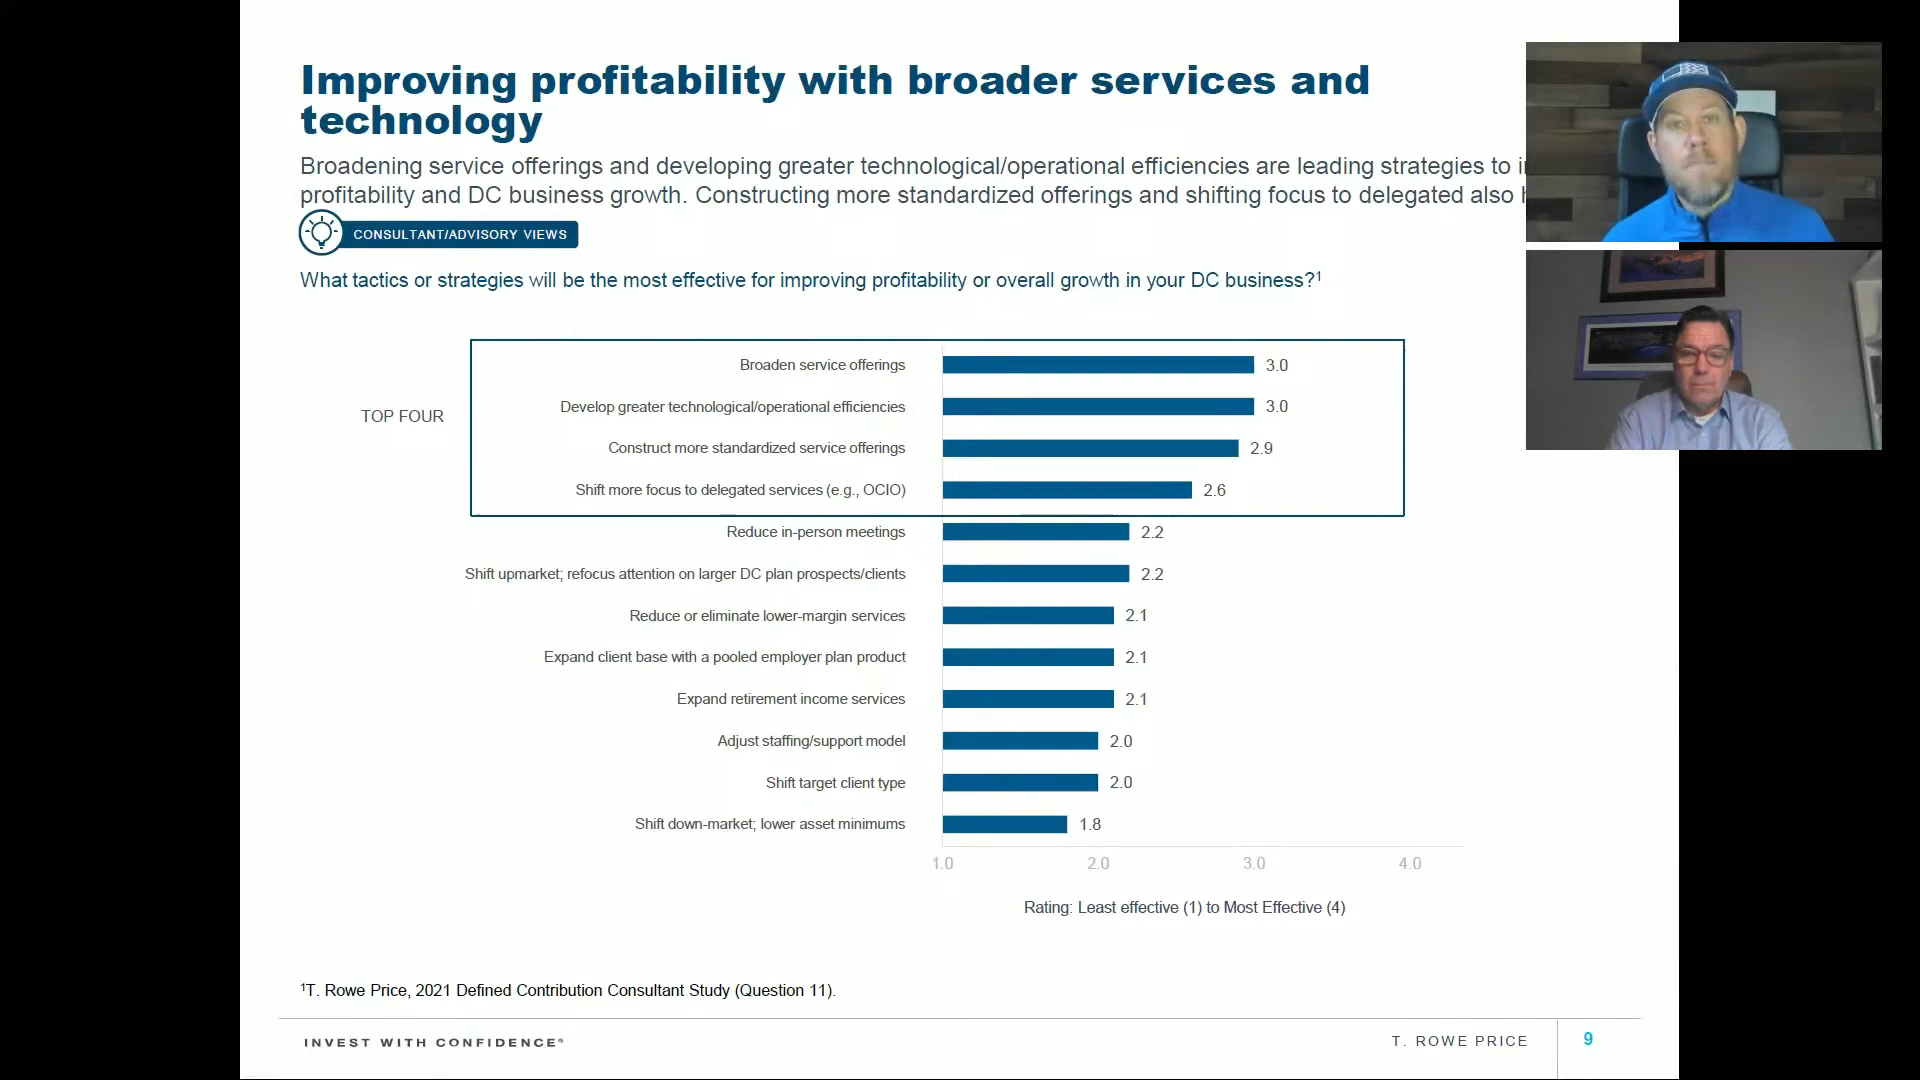 Improving profitability with broader services and
technology
Broadening service offerings and developing greater technological/operational efficiencies are leading strategies to
profitability and DC business growth. Constructing more standardized offerings and shifting focus to delegated also
CONSULTANT/ADVISORY VIEWS
What tactics or strategies will be the most effective for improving profitability or overall growth in your DC business?¹
TOP FOUR
Broaden service offerings 3.0
Develop greater technological/operational efficiencies 3.0
Construct more standardized service offerings 2.9
Shift more focus to delegated services (e.g., OCIO) 2.6
Reduce in-person meetings 2.2
Shift upmarket; refocus attention on larger DC plan prospects/clients 2.2
Reduce or eliminate lower-margin services 2.1
Expand client base with a pooled employer plan product 2.1
Expand retirement income services 2.1
Adjust staffing/support model 2.0
Shift target client type 2.0
Shift down-market; lower asset minimums 1.8
1.0 2.0 3.0 4.0
Rating: Least effective (1) to Most Effective (4)
¹T. Rowe Price, 2021 Defined Contribution Consultant Study (Question 11).
INVEST WITH CONFIDENCE®
T. ROWE PRICE 9